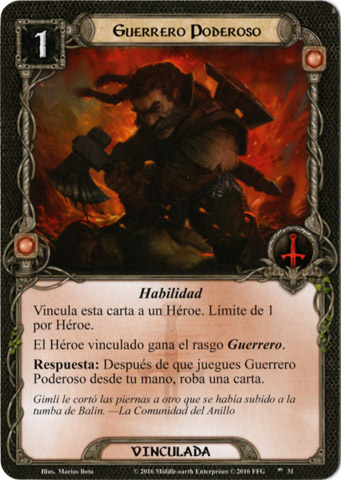 1
Guerrero Poderoso
Habilidad
Vincula esta carta a un Héroe. Límite de 1
por Héroe.
El Héroe vinculado gana el rasgo Guerrero.
Respuesta: Después de que juegues Guerrero
Poderoso desde tu mano, roba una carta.
Gimli le cortó las piernas a otro que se había subido a la
tumba de Balin. —La Comunidad del Anillo
VINCULADA
Illus. Marius Bota © 2016 Middle-earth Enterprises © 2016 FFG 31